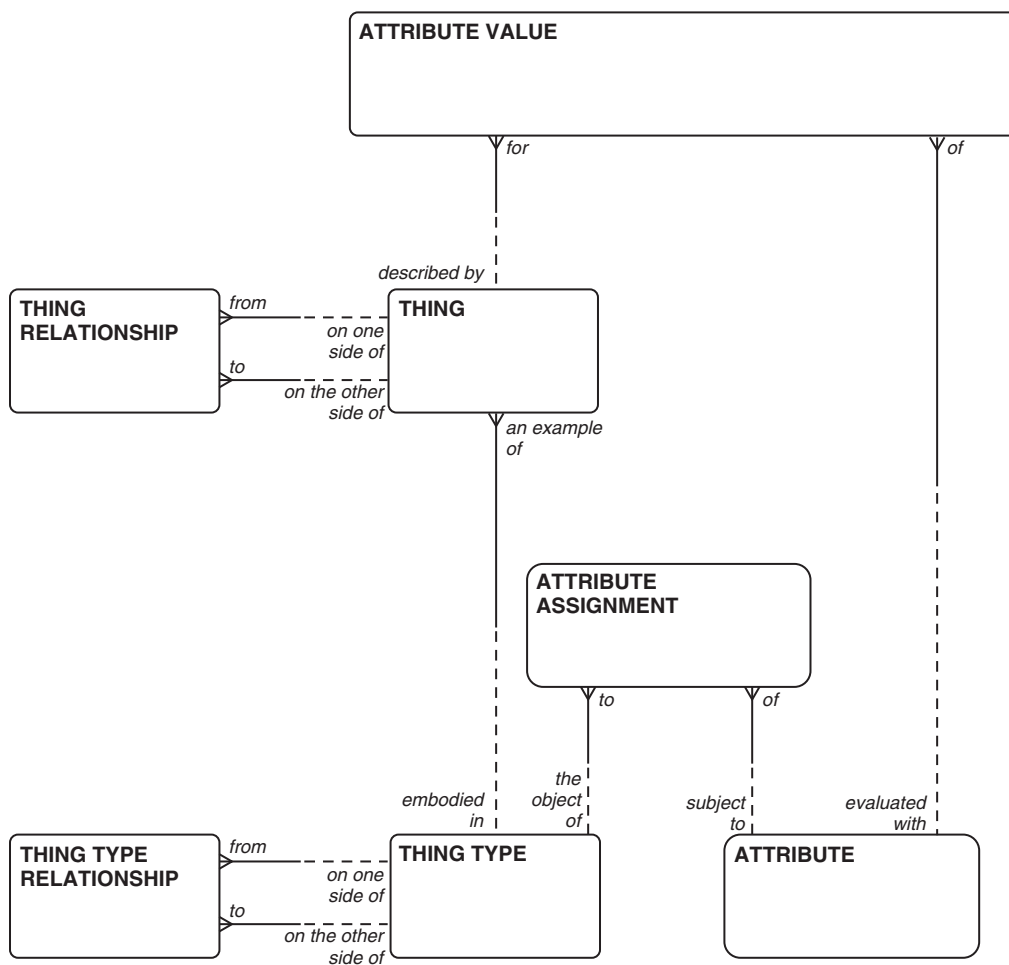 ATTRIBUTE VALUE
for
of
described by
THING
RELATIONSHIP
from
on one
side of
to
on the other
side of
THING
an example
of
ATTRIBUTE
ASSIGNMENT
to
of
embodied
in
the
object
of
subject
to
evaluated
with
THING TYPE
RELATIONSHIP
from
on one
side of
to
on the other
side of
THING TYPE
ATTRIBUTE